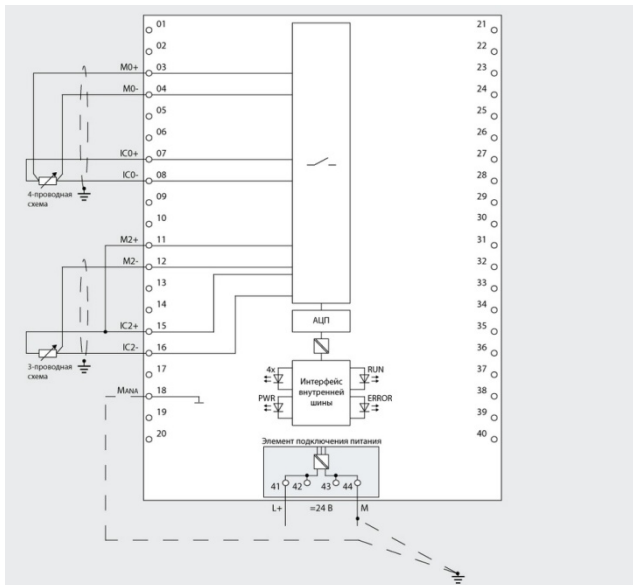 01 21
02 22
M0+ 03 23
M0- 04 24
05 25
06 26
IC0+ 07 27
IC0- 08 28
4-проводная
схема
09 29
10 30
M2+ 11 31
M2- 12 32
13 33
14 34
IC2+ 15 35
АЦП
IC2- 16 36
3-проводная
схема
17 37
4x RUN
Интерфейс
внутренней
шины
MANA 18 38
PWR ERROR
19 39
20 40
Элемент подключения питания
41 42 43 44
L+ =24 В M